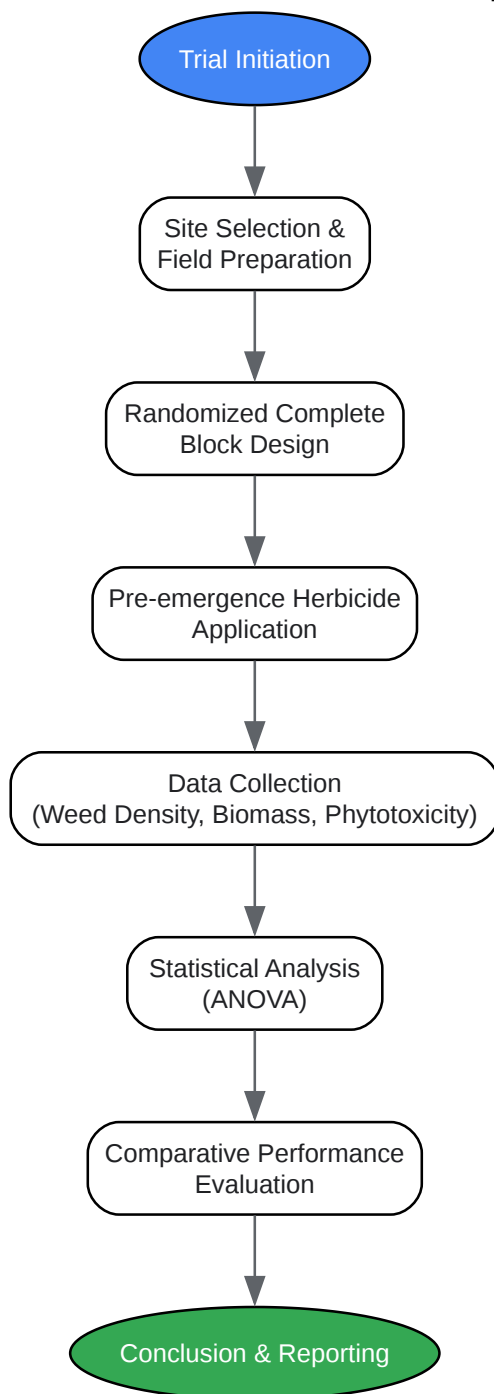 Trial Initiation
Site Selection &
Field Preparation
Randomized Complete
Block Design
Pre-emergence Herbicide
Application
Data Collection
(Weed Density, Biomass, Phytotoxicity)
Statistical Analysis
(ANOVA)
Comparative Performance
Evaluation
Conclusion & Reporting